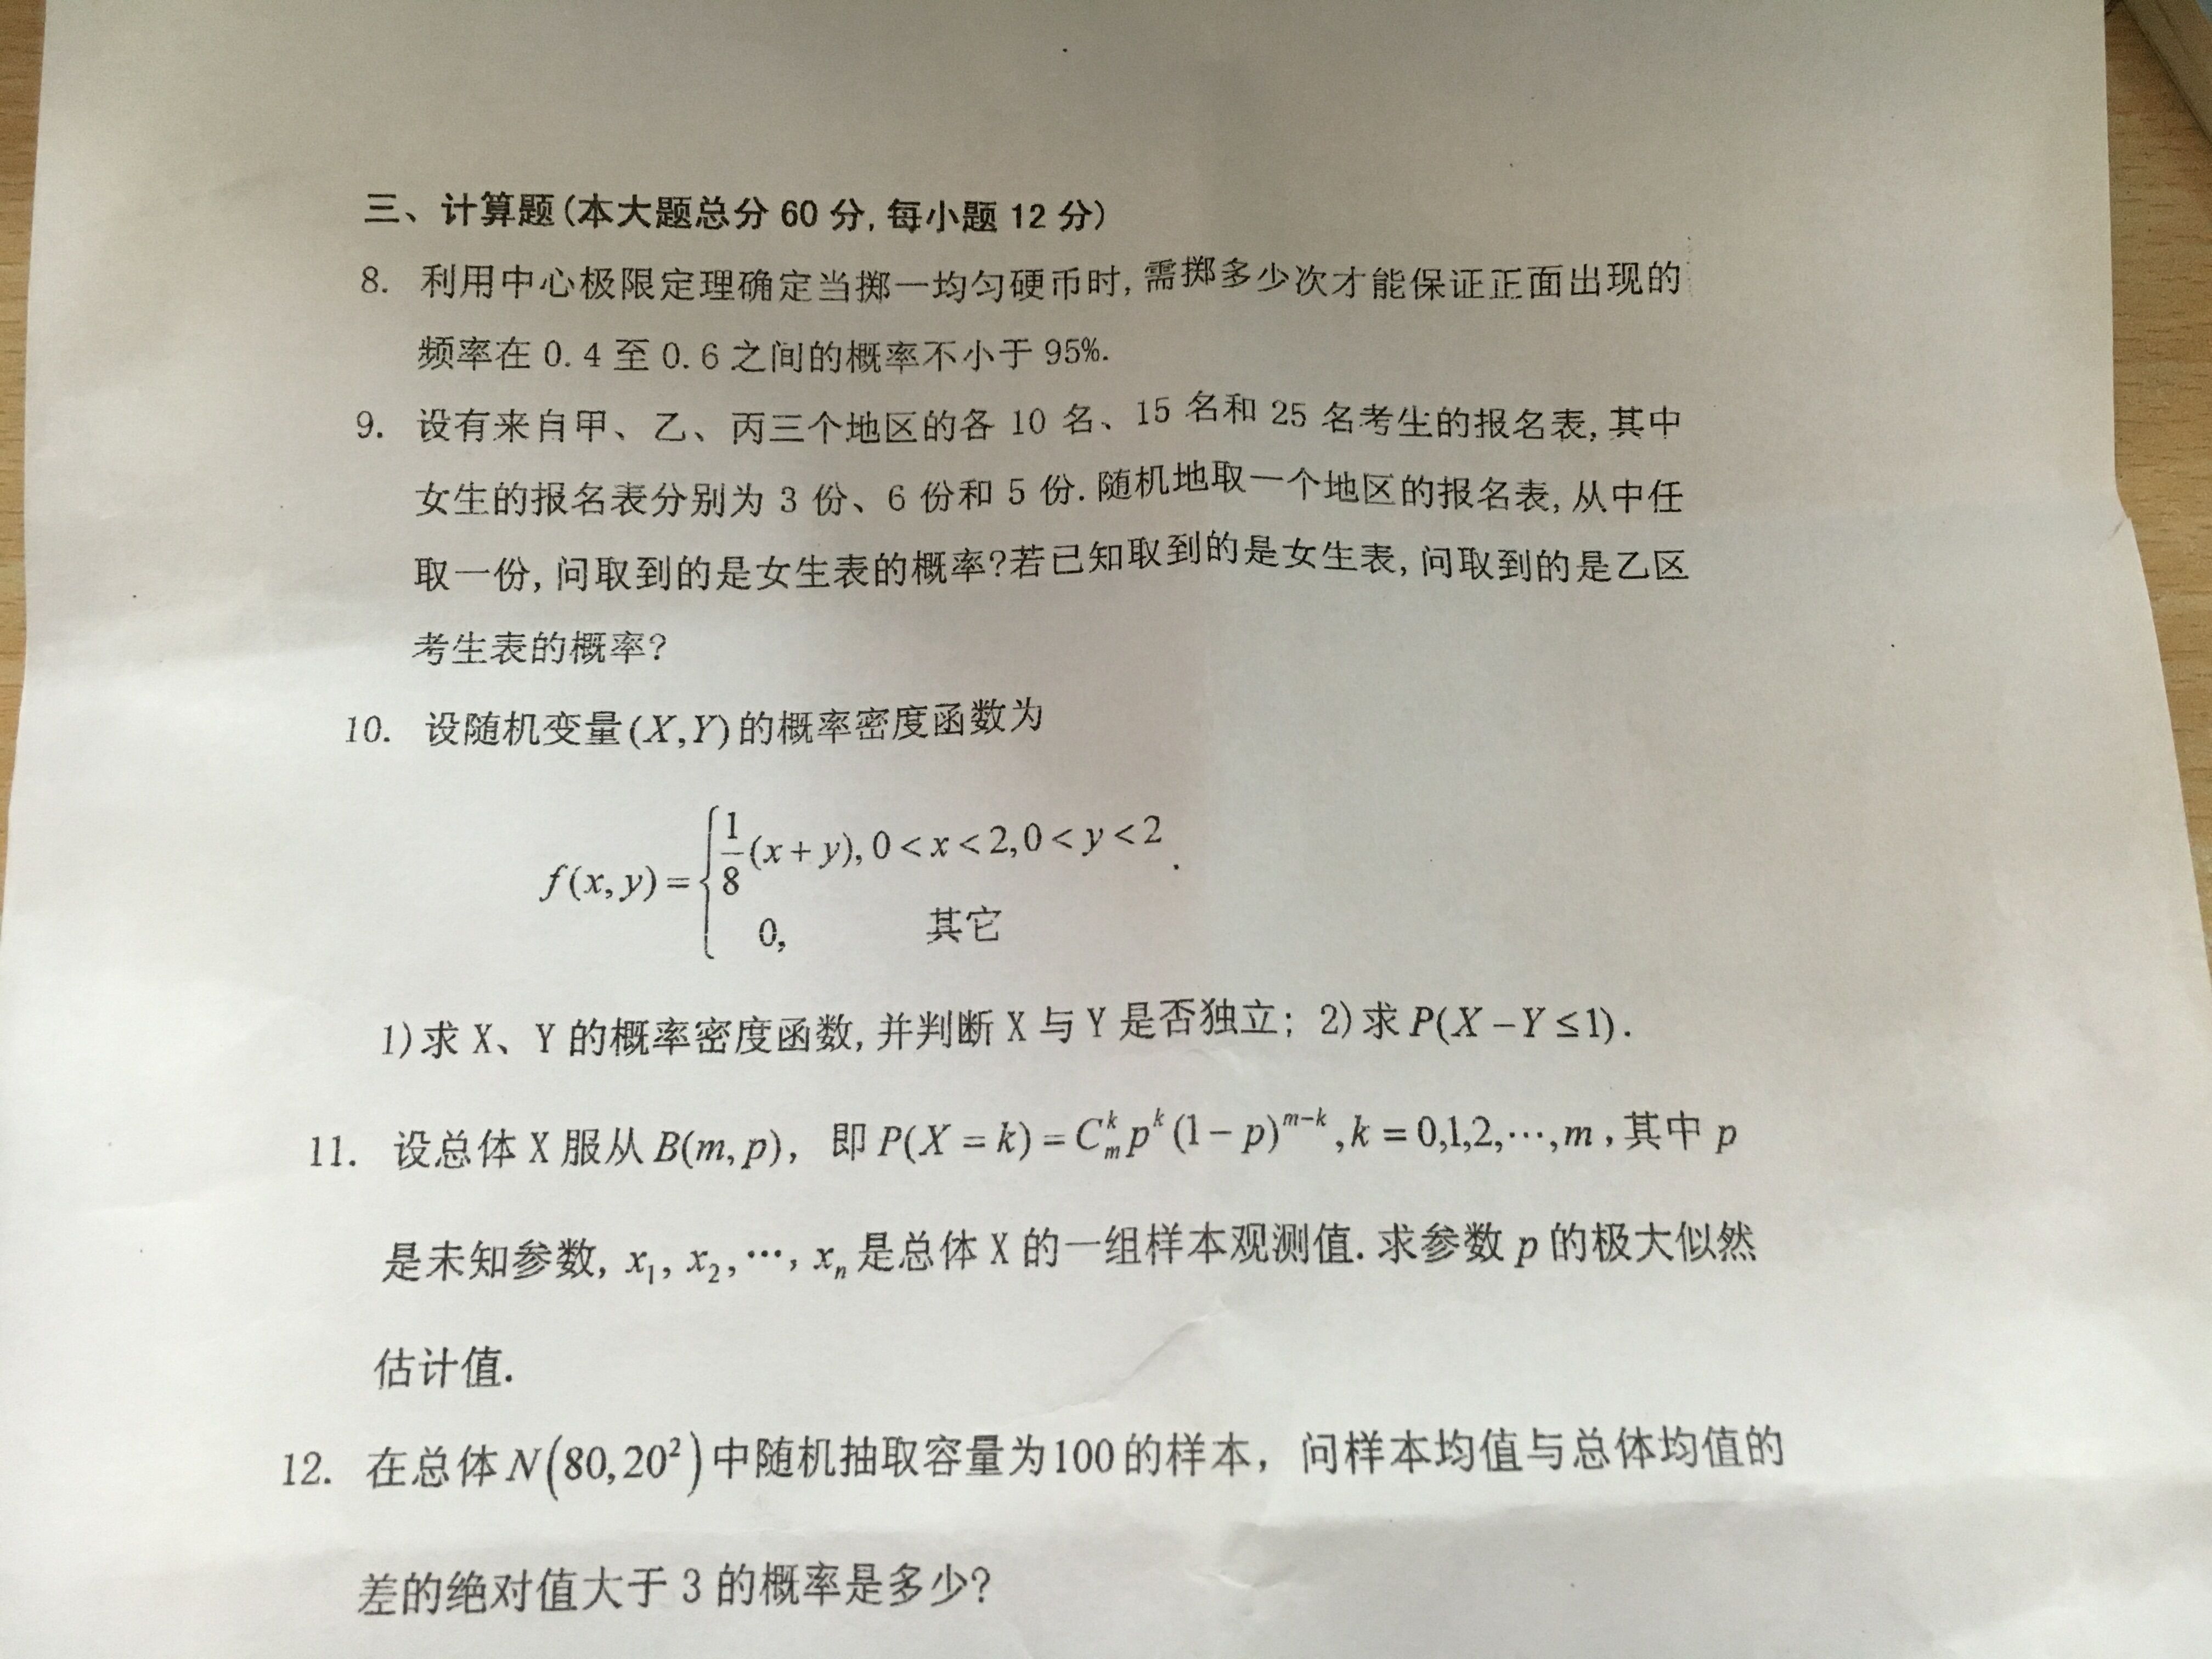 三、计算题(本大题总分 60 分, 每小题 12 分)
8. 利用中心极限定理确定当掷一均匀硬币时, 需掷多少次才能保证正面出现的
频率在 0.4 至 0.6 之间的概率不小于 95%.
9. 设有来自甲、乙、丙三个地区的各 10 名、15 名和 25 名考生的报名表, 其中
女生的报名表分别为 3 份、6 份和 5 份. 随机地取一个地区的报名表, 从中任
取一份, 问取到的是女生表的概率?若已知取到的是女生表, 问取到的是乙区
考生表的概率?
10. 设随机变量(X,Y)的概率密度函数为
f(x,y)={ 1/8(x+y), 0<x<2,0<y<2
0, 其它.
1)求 X、Y 的概率密度函数, 并判断 X 与 Y 是否独立; 2)求 P(X−Y≤1).
11. 设总体 X 服从 B(m,p), 即 P(X=k)=C_m^k p^k (1−p)^{m−k}, k=0,1,2,⋯,m, 其中 p
是未知参数, x₁, x₂, ⋯, xₙ 是总体 X 的一组样本观测值. 求参数 p 的极大似然
估计值.
12. 在总体 N(80,20²) 中随机抽取容量为100的样本, 问样本均值与总体均值的
差的绝对值大于 3 的概率是多少?